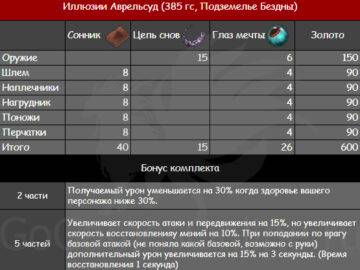 Иллюзии Аврельсуд (385 гс, Подземелье Бездны)
Сонник Цепь снов Глаз мечты Золото
Оружие 15 6 150
Шлем 8 4 90
Наплечники 8 4 90
Нагрудник 8 4 90
Поножи 8 4 90
Перчатки 8 4 90
Итого 40 15 26 600
Бонус комплекта
2 части
Получаемый урон уменьшается на 30% когда здоровье вашего
персонажа ниже 30%.
5 частей
Увеличивает скорость атаки и передвижения на 15%, но увеличивает
скорость восстановленияу мений на 10%. При попадании по врагу
базовой атакой (не поняла какой базовой, возможно с руки)
дополнительный урон увеличивается на 15% на 3 секунды. (Время
восстановления 1 секунда)